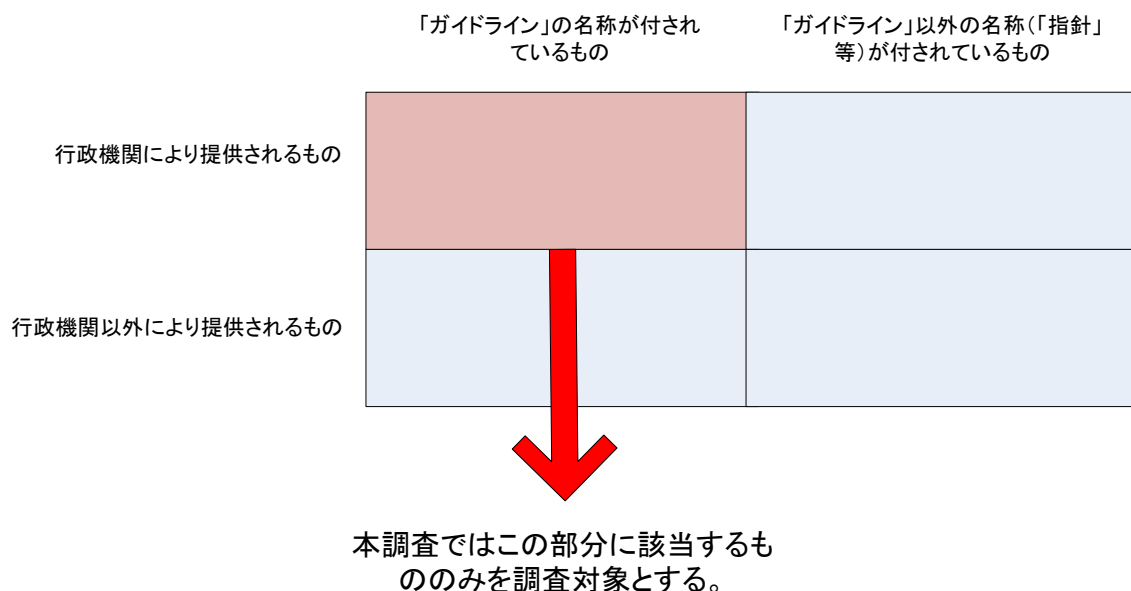 「ガイドライン」の名称が付され
ているもの
「ガイドライン」以外の名称(「指針」
等)が付されているもの
行政機関により提供されるもの
行政機関以外により提供されるもの
本調査ではこの部分に該当するも
ののみを調査対象とする。